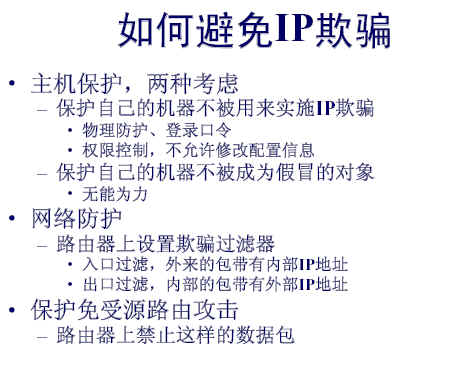 如何避免IP欺骗
• 主机保护，两种考虑
– 保护自己的机器不被用来实施IP欺骗
• 物理防护、登录口令
• 权限控制，不允许修改配置信息
– 保护自己的机器不被成为假冒的对象
• 无能为力
• 网络防护
– 路由器上设置欺骗过滤器
• 入口过滤，外来的包带有内部IP地址
• 出口过滤，内部的包带有外部IP地址
• 保护免受源路由攻击
– 路由器上禁止这样的数据包